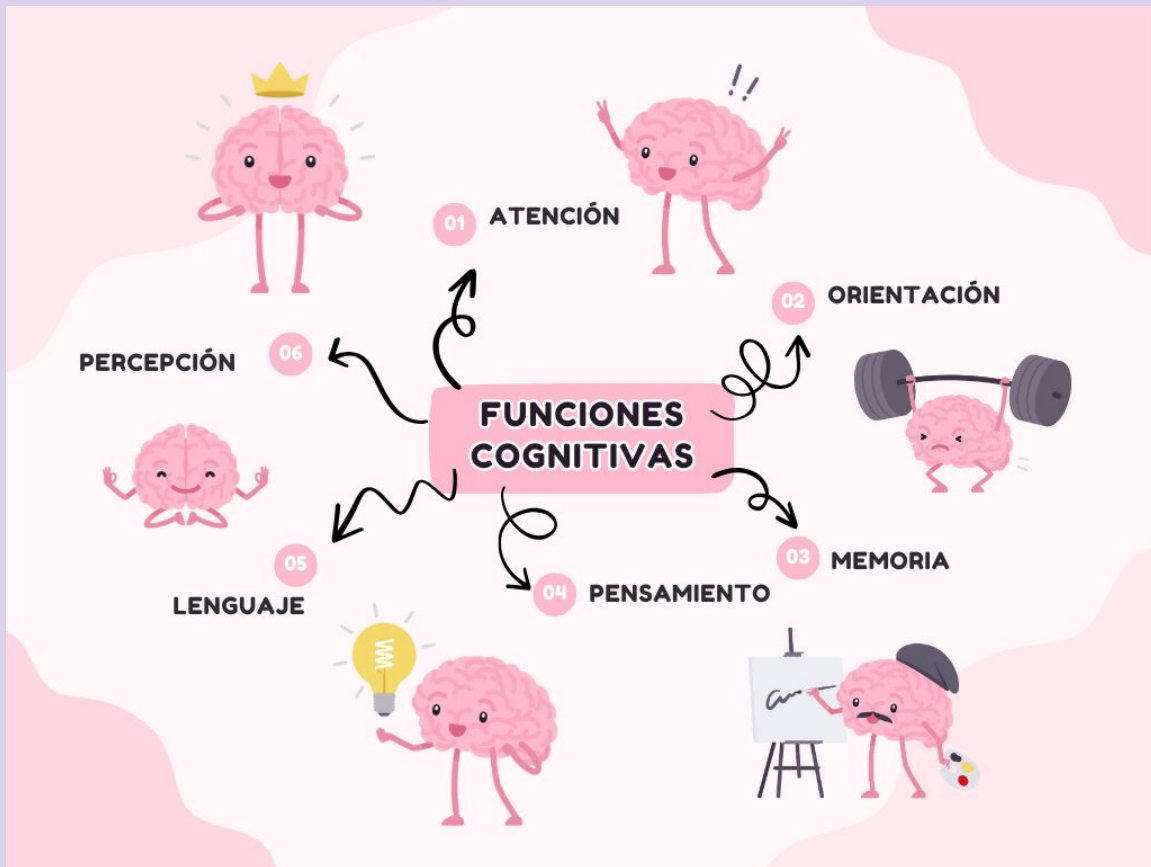 FUNCIONES
COGNITIVAS
01 ATENCIÓN
02 ORIENTACIÓN
03 MEMORIA
04 PENSAMIENTO
05
LENGUAJE
PERCEPCIÓN 06